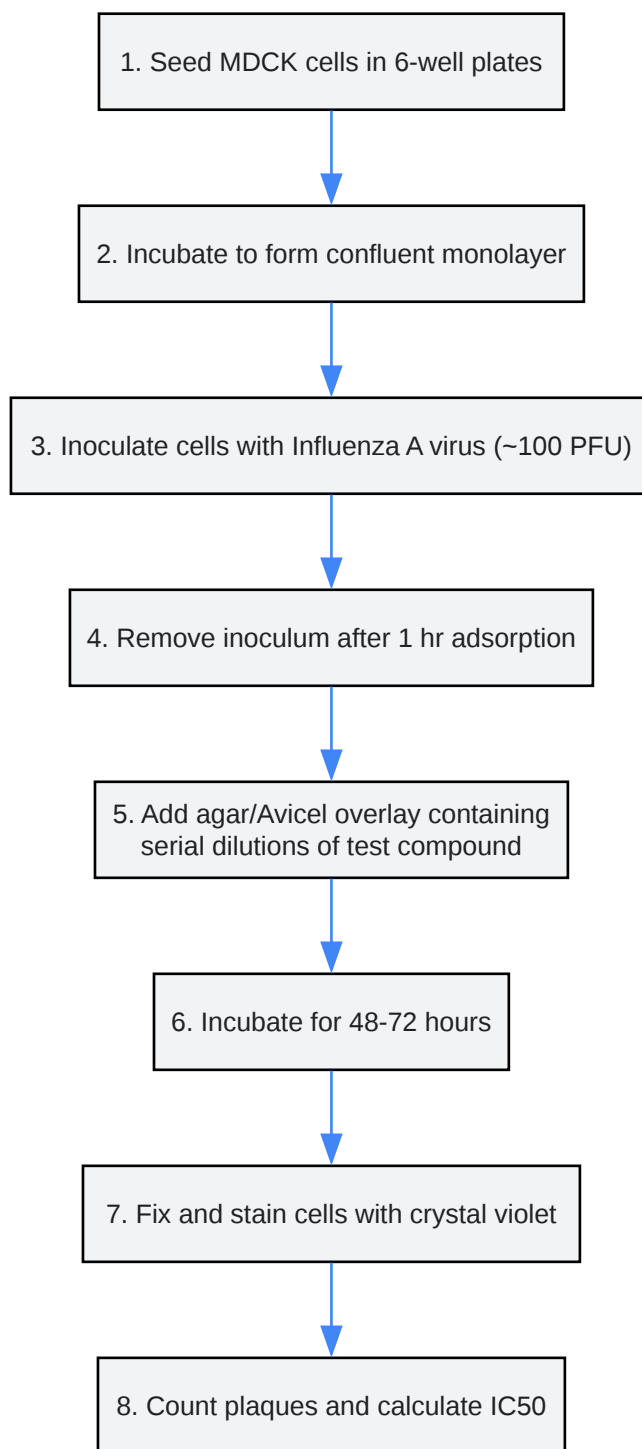 1. Seed MDCK cells in 6-well plates
2. Incubate to form confluent monolayer
3. Inoculate cells with Influenza A virus (~100 PFU)
4. Remove inoculum after 1 hr adsorption
5. Add agar/Avicel overlay containing
serial dilutions of test compound
6. Incubate for 48-72 hours
7. Fix and stain cells with crystal violet
8. Count plaques and calculate IC50